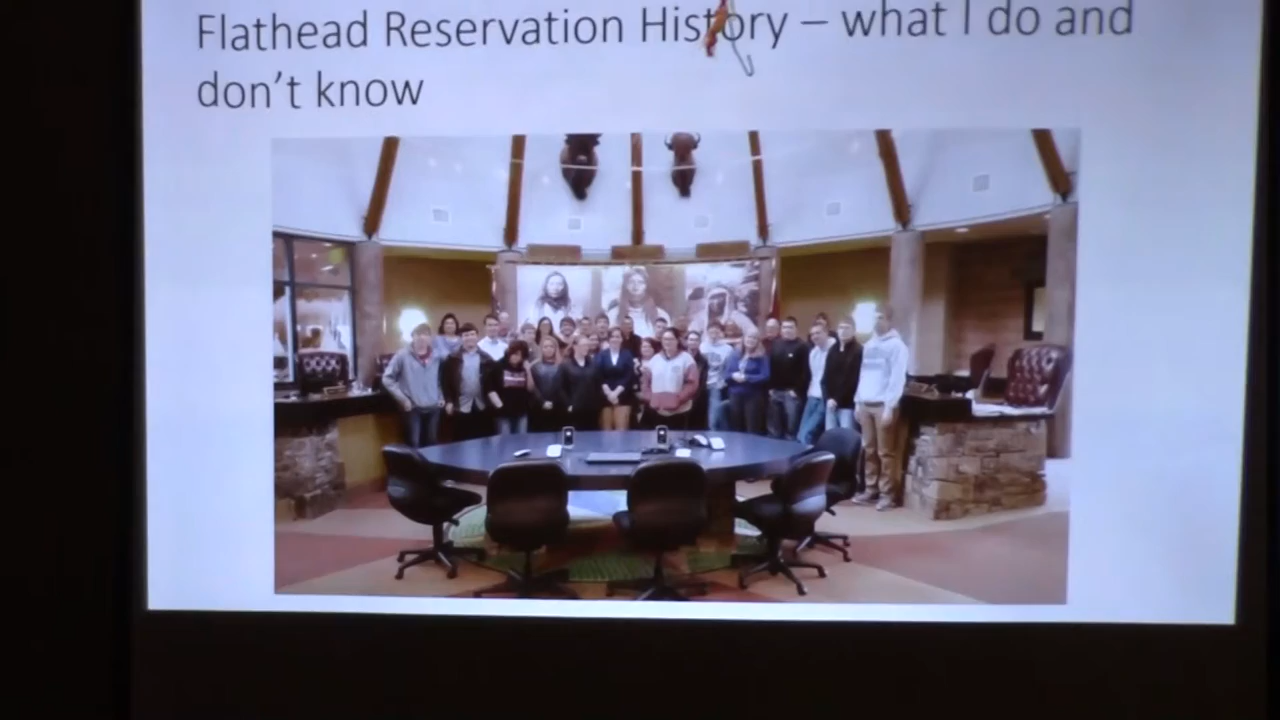 Flathead Reservation History – what I do and
don't know